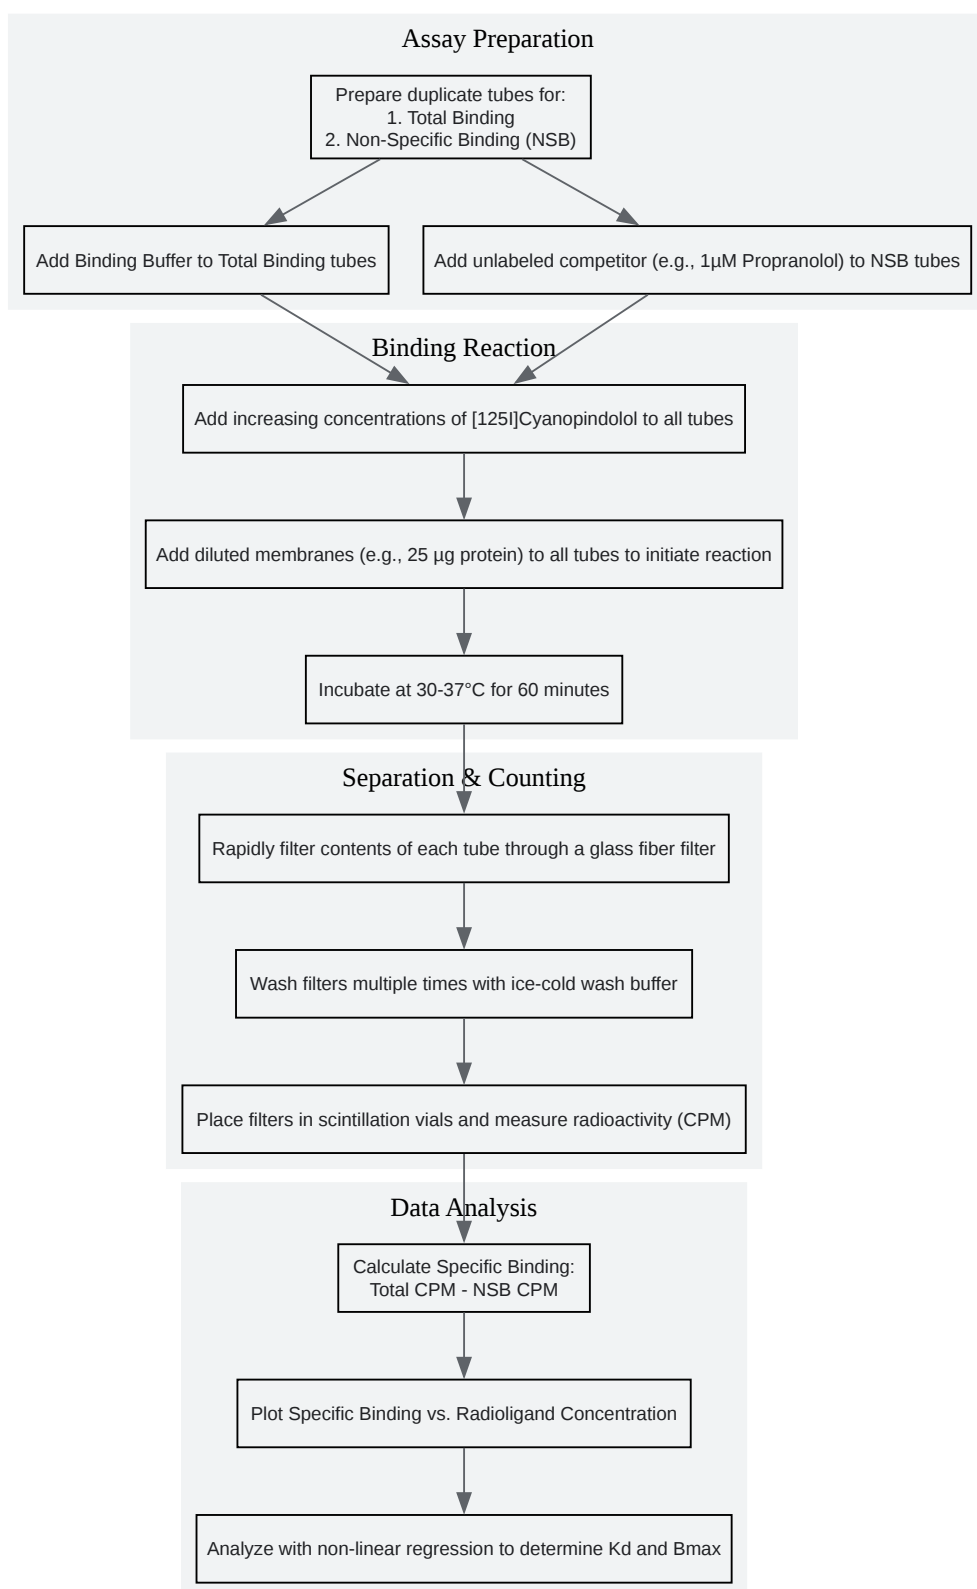 Assay Preparation
Prepare duplicate tubes for:
1. Total Binding
2. Non-Specific Binding (NSB)
Add Binding Buffer to Total Binding tubes
Add unlabeled competitor (e.g., 1µM Propranolol) to NSB tubes
Binding Reaction
Add increasing concentrations of [125I]Cyanopindolol to all tubes
Add diluted membranes (e.g., 25 µg protein) to all tubes to initiate reaction
Incubate at 30-37°C for 60 minutes
Separation & Counting
Rapidly filter contents of each tube through a glass fiber filter
Wash filters multiple times with ice-cold wash buffer
Place filters in scintillation vials and measure radioactivity (CPM)
Data Analysis
Calculate Specific Binding:
Total CPM - NSB CPM
Plot Specific Binding vs. Radioligand Concentration
Analyze with non-linear regression to determine Kd and Bmax